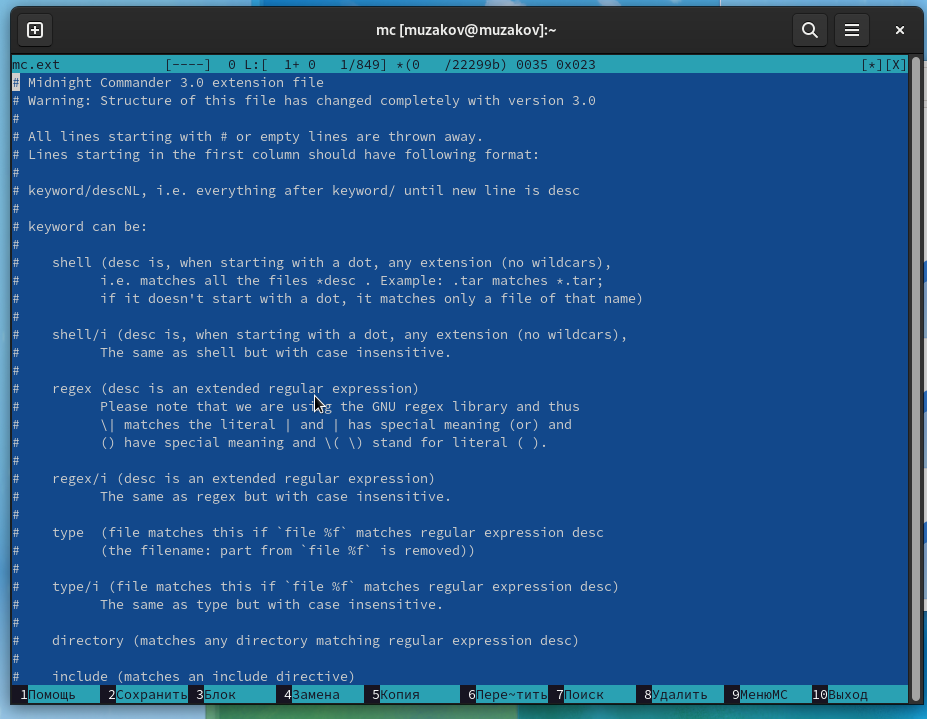 mc [muzakov@muzakov]:~
mc.ext [----] 0 L:[ 1+ 0 1/849] *(0 /22299b) 0035 0x023 [*][X]
# Midnight Commander 3.0 extension file
# Warning: Structure of this file has changed completely with version 3.0
#
# All lines starting with # or empty lines are thrown away.
# Lines starting in the first column should have following format:
#
# keyword/descNL, i.e. everything after keyword/ until new line is desc
#
# keyword can be:
#
# shell (desc is, when starting with a dot, any extension (no wildcars),
# i.e. matches all the files *desc . Example: .tar matches *.tar;
# if it doesn't start with a dot, it matches only a file of that name)
#
# shell/i (desc is, when starting with a dot, any extension (no wildcars),
# The same as shell but with case insensitive.
#
# regex (desc is an extended regular expression)
# Please note that we are using the GNU regex library and thus
# \| matches the literal | and | has special meaning (or) and
# () have special meaning and \( \) stand for literal ( ).
#
# regex/i (desc is an extended regular expression)
# The same as regex but with case insensitive.
#
# type (file matches this if `file %f` matches regular expression desc
# (the filename: part from `file %f` is removed))
#
# type/i (file matches this if `file %f` matches regular expression desc)
# The same as type but with case insensitive.
#
# directory (matches any directory matching regular expression desc)
#
# include (matches an include directive)
1Помощь 2Сохранить 3Блок 4Замена 5Копия 6Пере~тить 7Поиск 8Удалить 9МенюMC 10Выход